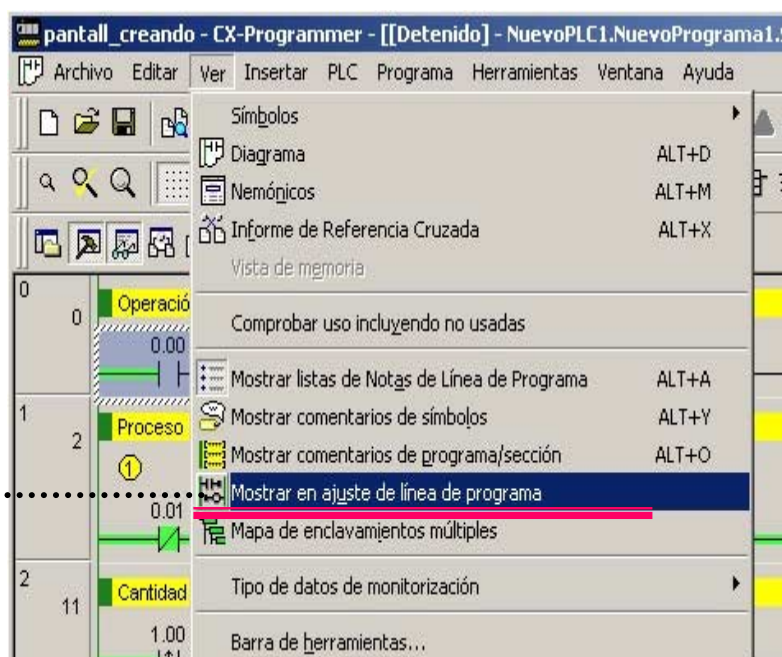 pantall_creando - CX-Programmer - [[Detenido] - NuevoPLC1.NuevoPrograma1.
Archivo Editar Ver Insertar PLC Programa Herramientas Ventana Ayuda
Símbolos
Diagrama ALT+D
Nemónicos ALT+M
Informe de Referencia Cruzada ALT+X
Vista de memoria
Comprobar uso incluyendo no usadas
Mostrar listas de Notas de Línea de Programa ALT+A
Mostrar comentarios de símbolos ALT+Y
Mostrar comentarios de programa/sección ALT+O
Mostrar en ajuste de línea de programa
Mapa de enclavamientos múltiples
Tipo de datos de monitorización
Barra de herramientas...
0
0
Operació
0.00
1
2
Proceso
1
0.01
2
11
Cantidad
1.00